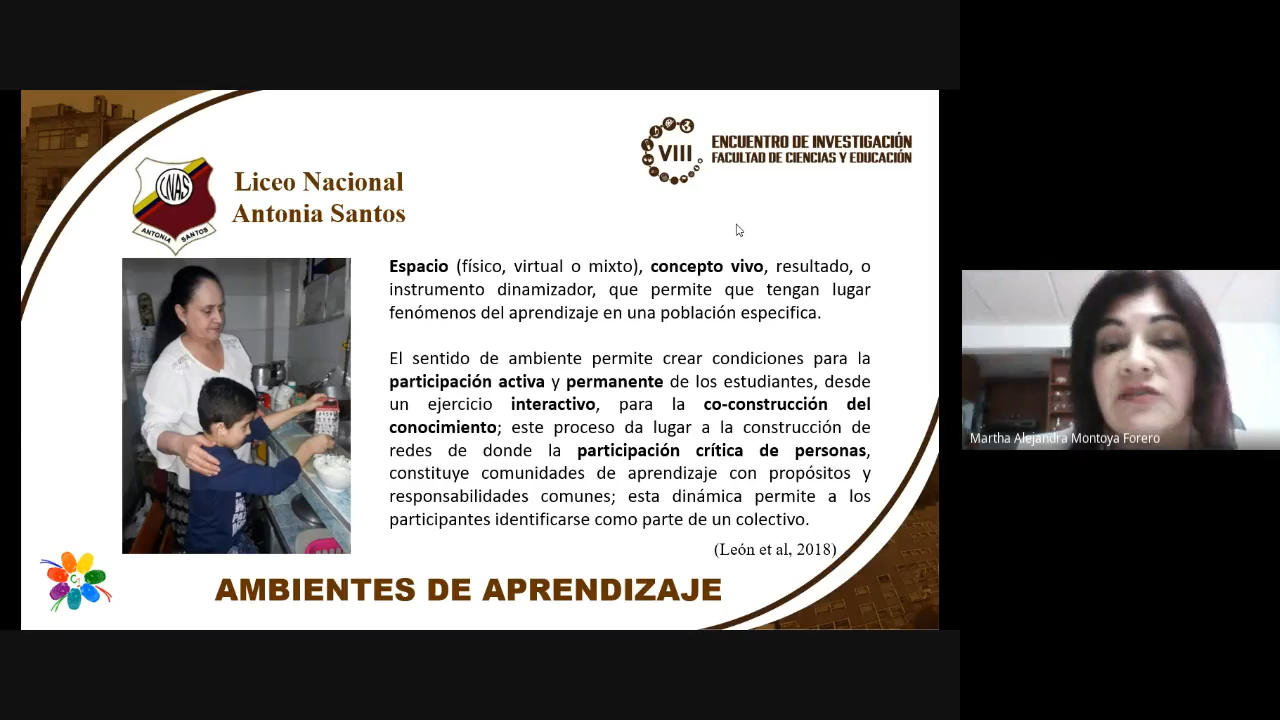 VIII
ENCUENTRO DE INVESTIGACIÓN
FACULTAD DE CIENCIAS Y EDUCACIÓN
LNAS
ANTONIA SANTOS
Liceo Nacional
Antonia Santos
Espacio (físico, virtual o mixto), concepto vivo, resultado, o
instrumento dinamizador, que permite que tengan lugar
fenómenos del aprendizaje en una población especifica.
El sentido de ambiente permite crear condiciones para la
participación activa y permanente de los estudiantes, desde
un ejercicio interactivo, para la co-construcción del
conocimiento; este proceso da lugar a la construcción de
redes de donde la participación crítica de personas,
constituye comunidades de aprendizaje con propósitos y
responsabilidades comunes; esta dinámica permite a los
participantes identificarse como parte de un colectivo.
(León et al, 2018)
AMBIENTES DE APRENDIZAJE
Martha Alejandra Montoya Forero